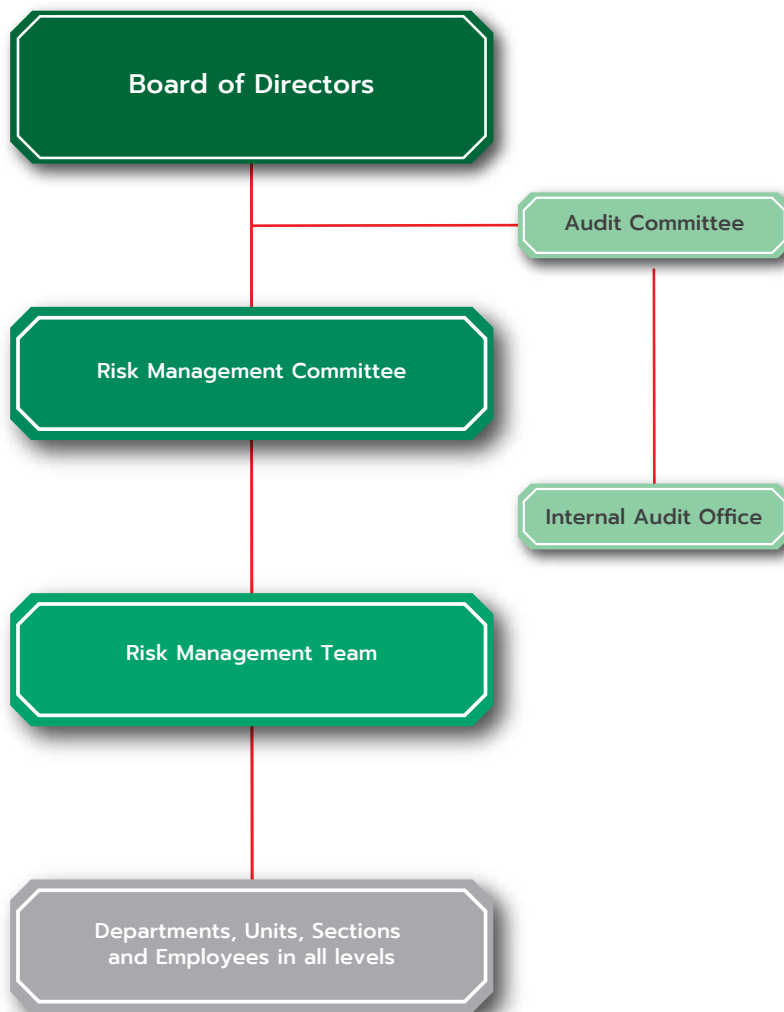 Board of Directors
Audit Committee
Risk Management Committee
Internal Audit Office
Risk Management Team
Departments, Units, Sections
and Employees in all levels